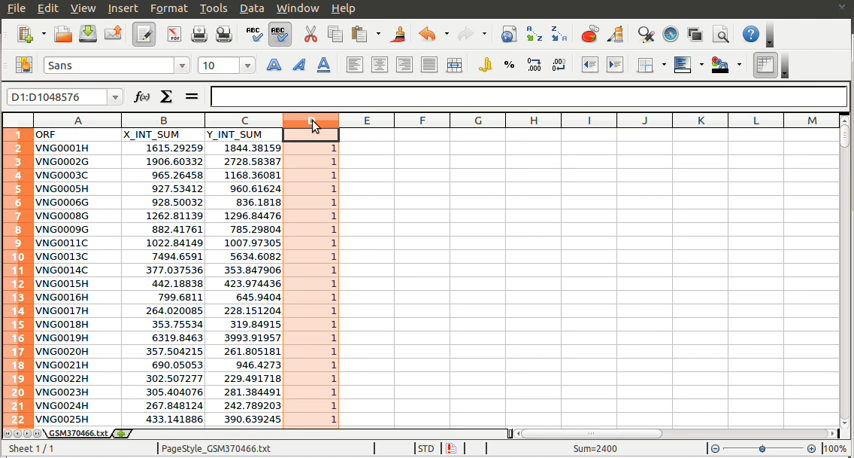 File Edit View Insert Format Tools Data Window Help
Sans 10
D1:D1048576
A B C E F G H I J K L M
1 ORF X_INT_SUM Y_INT_SUM
2 VNG0001H 1615.29259 1844.38159 1
3 VNG0002G 1906.60332 2728.58387 1
4 VNG0003C 965.26458 1168.36081 1
5 VNG0005H 927.53412 960.61624 1
6 VNG0006G 928.50032 836.1818 1
7 VNG0008G 1262.81139 1296.84476 1
8 VNG0009G 882.41761 785.29804 1
9 VNG0011C 1022.84149 1007.97305 1
10 VNG0013C 7494.6591 5634.6082 1
11 VNG0014C 377.037536 353.847906 1
12 VNG0015H 442.18838 423.974436 1
13 VNG0016H 799.6811 645.9404 1
14 VNG0017H 264.020085 228.151204 1
15 VNG0018H 353.75534 319.84915 1
16 VNG0019H 6319.8463 3993.91957 1
17 VNG0020H 357.504215 261.805181 1
18 VNG0021H 690.05053 946.4273 1
19 VNG0022H 302.507277 229.491718 1
20 VNG0023H 305.404076 281.384491 1
21 VNG0024H 267.848124 242.789203 1
22 VNG0025H 433.141886 390.639245 1
GSM370466.txt
Sheet 1 / 1 PageStyle_GSM370466.txt STD Sum=2400 100%